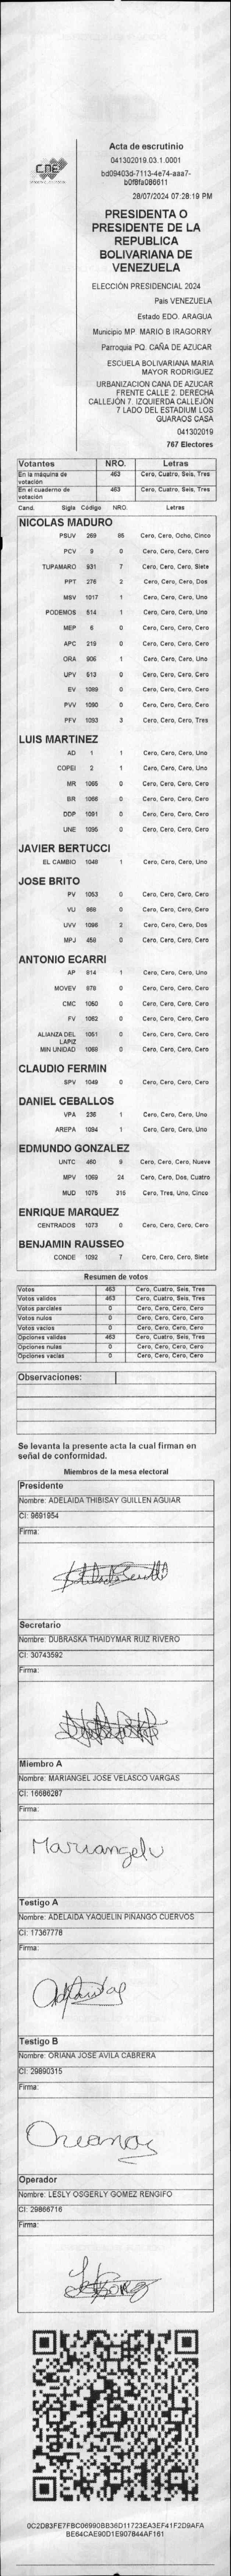 CNE
Acta de escrutinio
041302019.03.1.0001
bd09403d-7113-4e74-aaa7-
b0f8fa086611
28/07/2024 07:28:19 PM
PRESIDENTA O
PRESIDENTE DE LA
REPUBLICA
BOLIVARIANA DE
VENEZUELA
ELECCIÓN PRESIDENCIAL 2024
País VENEZUELA
Estado EDO. ARAGUA
Municipio MP. MARIO B IRAGORRY
Parroquia PQ. CAÑA DE AZUCAR
ESCUELA BOLIVARIANA MARIA
MAYOR RODRIGUEZ
URBANIZACION CANA DE AZUCAR
FRENTE CALLE 2. DERECHA
CALLEJÓN 7 IZQUIERDA CALLEJÓN
7 LADO DEL ESTADIUM LOS
GUARAOS CASA
041302019
767 Electores
Votantes NRO. Letras
En la máquina de votación 463 Cero, Cuatro, Seis, Tres
En el cuaderno de votación 463 Cero, Cuatro, Seis, Tres
Cand. Sigla Código NRO. Letras
NICOLAS MADURO
PSUV 269 85 Cero, Cero, Ocho, Cinco
PCV 9 0 Cero, Cero, Cero, Cero
TUPAMARO 931 7 Cero, Cero, Cero, Siete
PPT 276 2 Cero, Cero, Cero, Dos
MSV 1017 1 Cero, Cero, Cero, Uno
PODEMOS 514 1 Cero, Cero, Cero, Uno
MEP 6 0 Cero, Cero, Cero, Cero
APC 219 0 Cero, Cero, Cero, Cero
ORA 906 1 Cero, Cero, Cero, Uno
UPV 513 0 Cero, Cero, Cero, Cero
EV 1089 0 Cero, Cero, Cero, Cero
PVV 1090 0 Cero, Cero, Cero, Cero
PFV 1093 3 Cero, Cero, Cero, Tres
LUIS MARTINEZ
AD 1 1 Cero, Cero, Cero, Uno
COPEI 2 1 Cero, Cero, Cero, Uno
MR 1065 0 Cero, Cero, Cero, Cero
BR 1066 0 Cero, Cero, Cero, Cero
DDP 1091 0 Cero, Cero, Cero, Cero
UNE 1095 0 Cero, Cero, Cero, Cero
JAVIER BERTUCCI
EL CAMBIO 1048 1 Cero, Cero, Cero, Uno
JOSE BRITO
PV 1053 0 Cero, Cero, Cero, Cero
VU 968 0 Cero, Cero, Cero, Cero
UVV 1096 2 Cero, Cero, Cero, Dos
MPJ 459 0 Cero, Cero, Cero, Cero
ANTONIO ECARRI
AP 814 1 Cero, Cero, Cero, Uno
MOVEV 979 0 Cero, Cero, Cero, Cero
CMC 1050 0 Cero, Cero, Cero, Cero
FV 1052 0 Cero, Cero, Cero, Cero
ALIANZA DEL LAPIZ 1061 0 Cero, Cero, Cero, Cero
MIN UNIDAD 1069 0 Cero, Cero, Cero, Cero
CLAUDIO FERMIN
SPV 1049 0 Cero, Cero, Cero, Cero
DANIEL CEBALLOS
VPA 236 1 Cero, Cero, Cero, Uno
AREPA 1094 1 Cero, Cero, Cero, Uno
EDMUNDO GONZALEZ
UNTC 460 9 Cero, Cero, Cero, Nueve
MPV 1069 24 Cero, Cero, Dos, Cuatro
MUD 1075 315 Cero, Tres, Uno, Cinco
ENRIQUE MARQUEZ
CENTRADOS 1073 0 Cero, Cero, Cero, Cero
BENJAMIN RAUSSEO
CONDE 1092 7 Cero, Cero, Cero, Siete
Resumen de votos
Votos 463 Cero, Cuatro, Seis, Tres
Votos validos 463 Cero, Cuatro, Seis, Tres
Votos parciales 0 Cero, Cero, Cero, Cero
Votos nulos 0 Cero, Cero, Cero, Cero
Votos vacios 0 Cero, Cero, Cero, Cero
Opciones validas 463 Cero, Cuatro, Seis, Tres
Opciones nulas 0 Cero, Cero, Cero, Cero
Opciones vacias 0 Cero, Cero, Cero, Cero
Observaciones:
Se levanta la presente acta la cual firman en
señal de conformidad.
Miembros de la mesa electoral
Presidente
Nombre: ADELAIDA THIBISAY GUILLEN AGUIAR
CI: 9691954
Firma:
Secretario
Nombre: DUBRASKA THAIDYMAR RUIZ RIVERO
CI: 30743592
Firma:
Miembro A
Nombre: MARIANGEL JOSE VELASCO VARGAS
CI: 16686287
Firma:
Mariangelv
Testigo A
Nombre: ADELAIDA YAQUELIN PINANGO CUERVOS
CI: 17367778
Firma:
Testigo B
Nombre: ORIANA JOSE AVILA CABRERA
CI: 29890315
Firma:
Operador
Nombre: LESLY OSGERLY GOMEZ RENGIFO
CI: 29866716
Firma:
0C2D83FE7FBC06990BB36D11723EA3EF41F2D9AFA
BE64CAE90D1E907844AF161